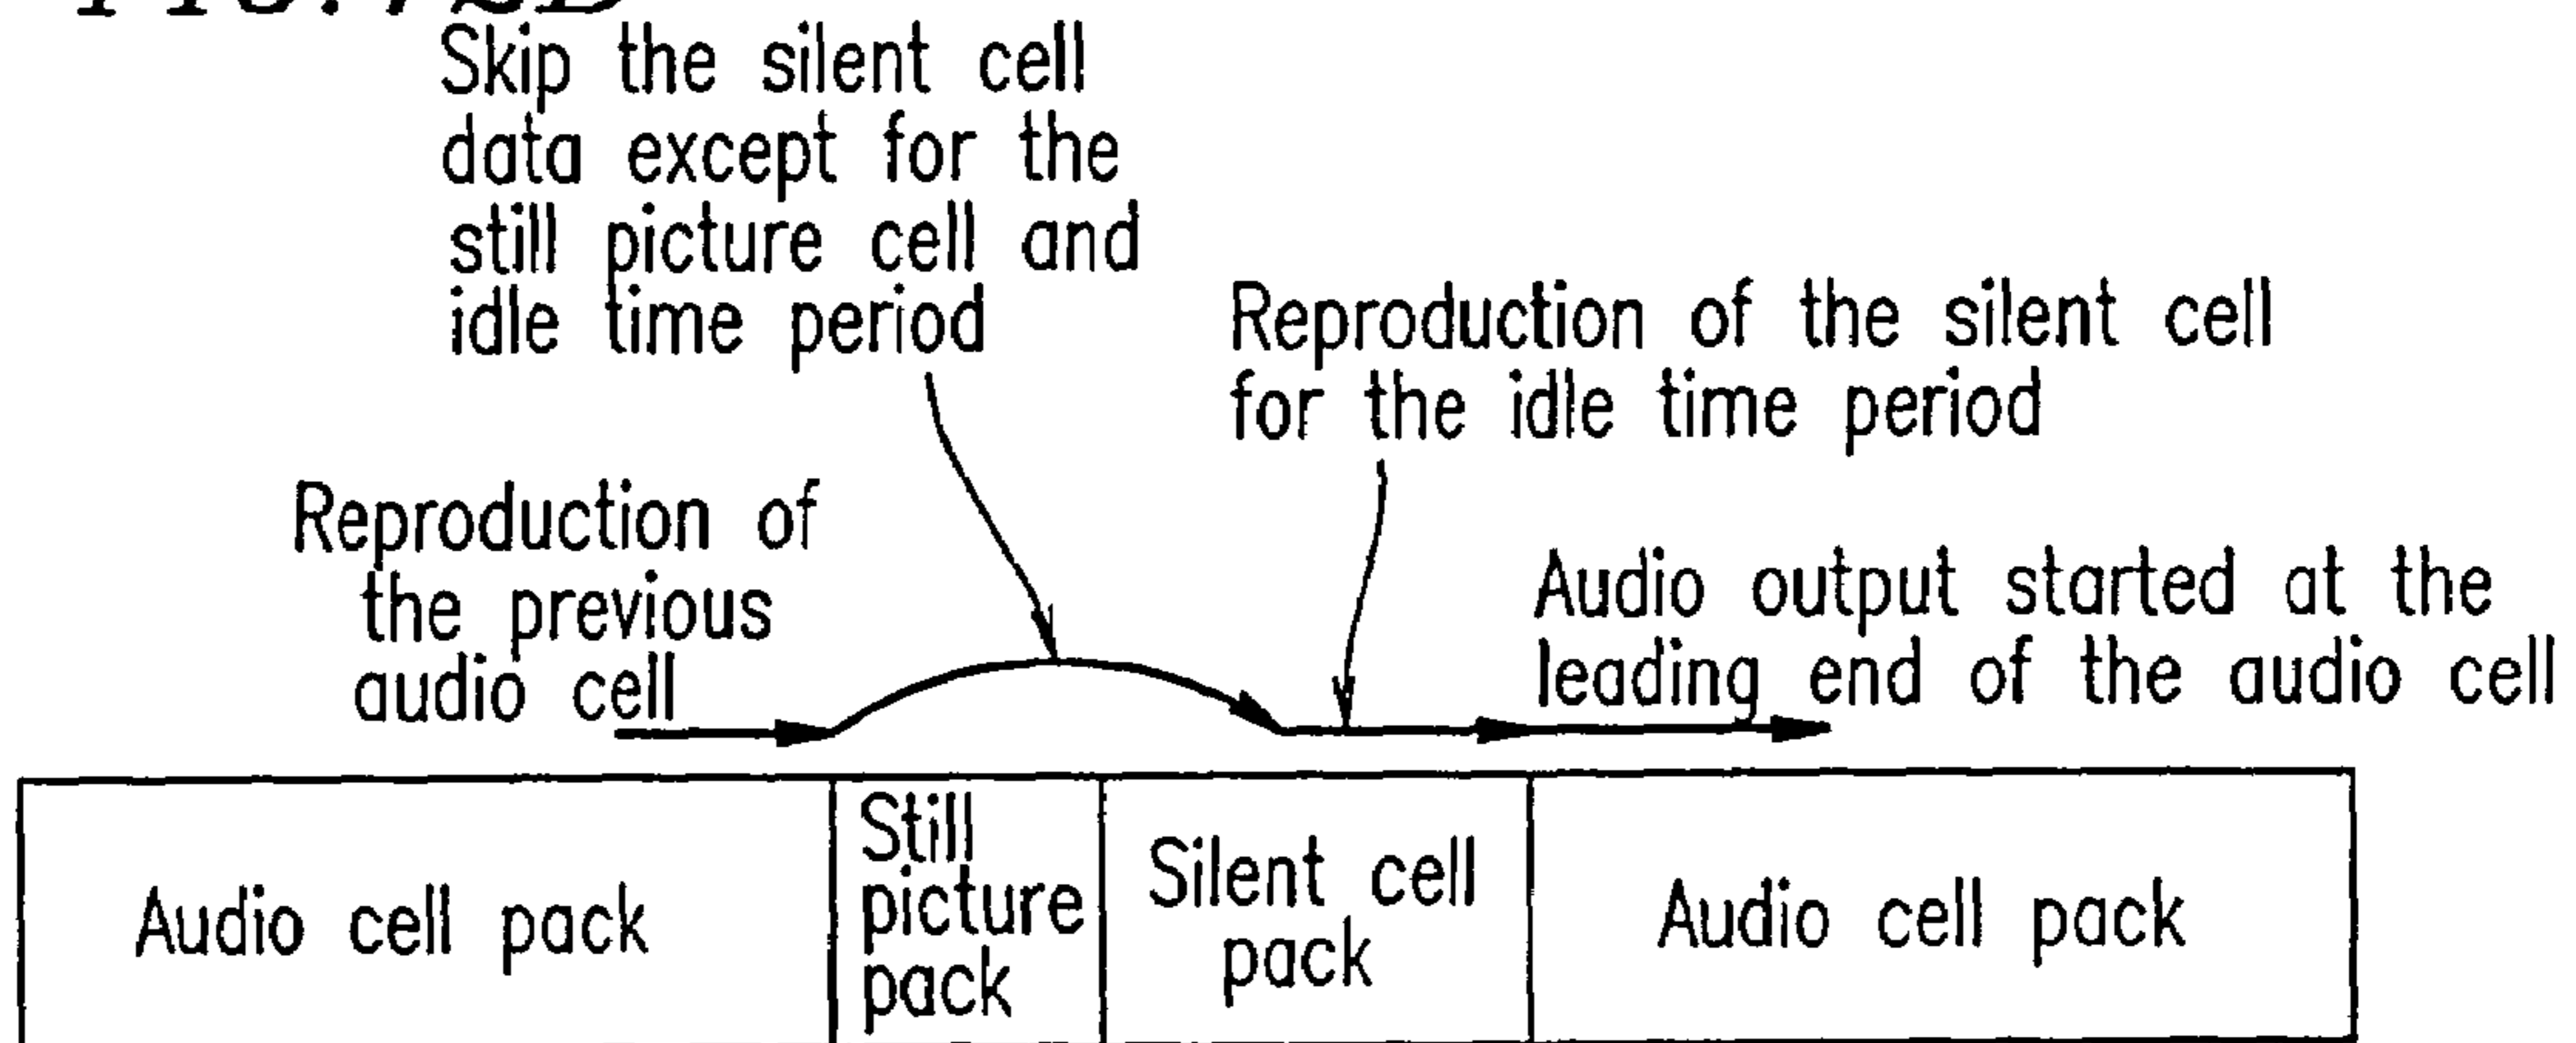 Skip the silent cell
data except for the
still picture cell and
idle time period
Reproduction of the silent cell
for the idle time period
Reproduction of
the previous
audio cell
Audio output started at the
leading end of the audio cell
Audio cell pack
Still
picture
pack
Silent cell
pack
Audio cell pack